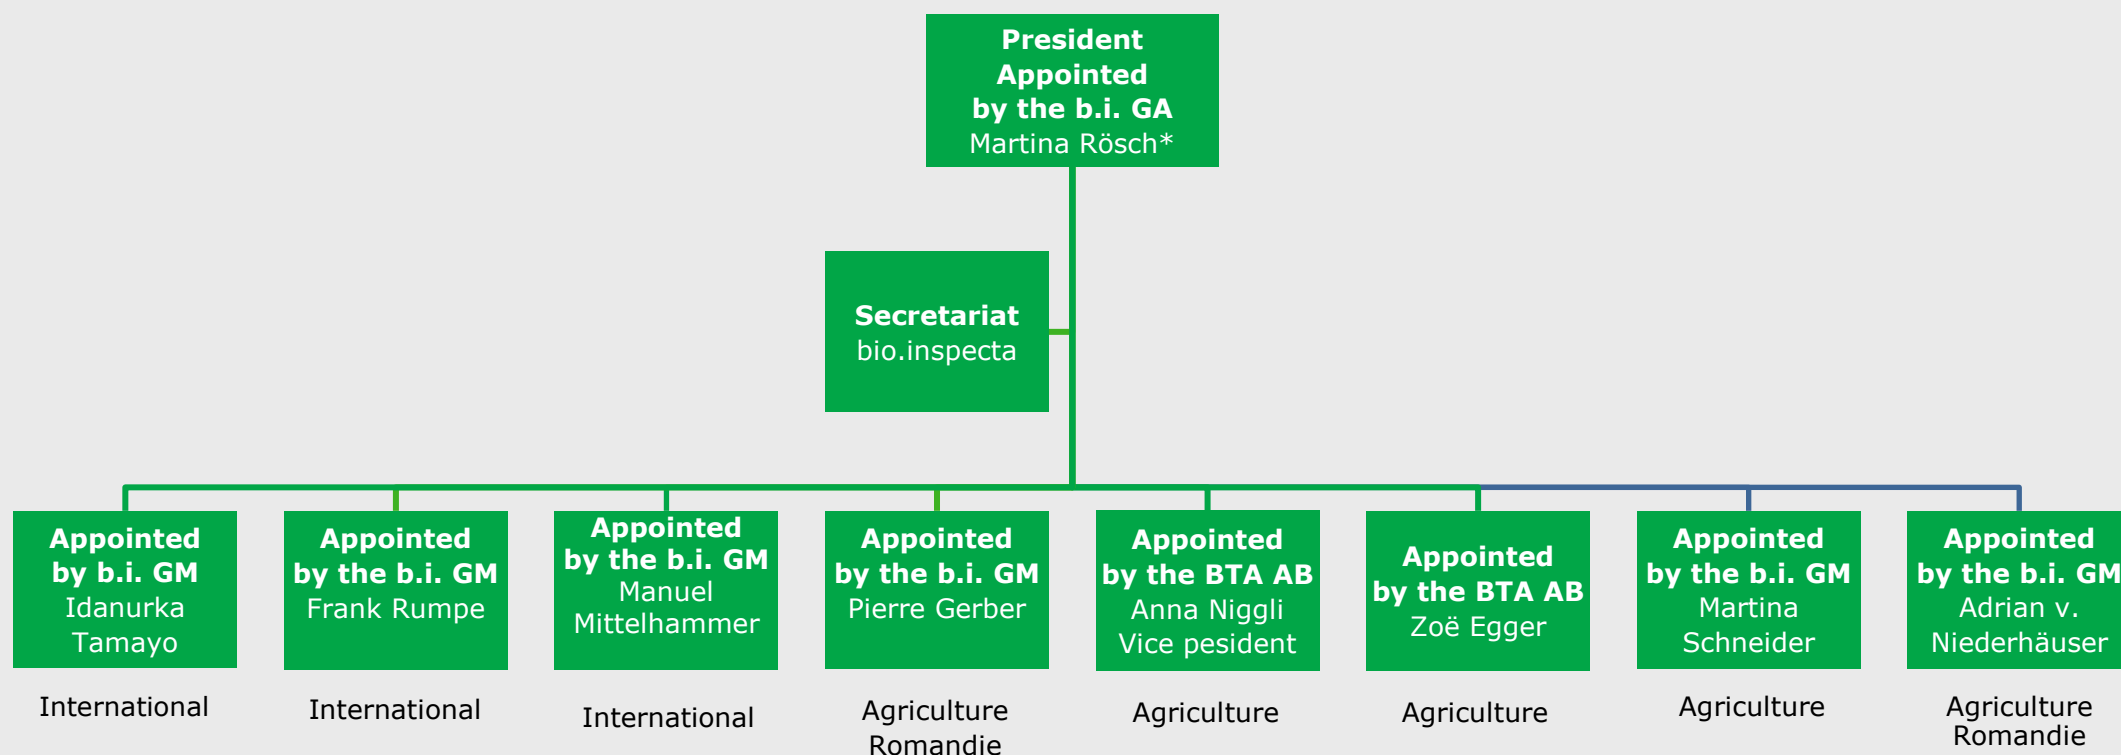 President
Appointed
by the b.i. GA
Martina Rösch*
Secretariat
bio.inspecta
Appointed
by b.i. GM
Idanurka
Tamayo
International
Appointed
by the b.i. GM
Frank Rumpe
International
Appointed
by the b.i. GM
Manuel
Mittelhammer
International
Appointed
by the b.i. GM
Pierre Gerber
Agriculture
Romandie
Appointed
by the BTA AB
Anna Niggli
Vice pesident
Agriculture
Appointed
by the BTA AB
Zoë Egger
Agriculture
Appointed
by the b.i. GM
Martina
Schneider
Agriculture
Appointed
by the b.i. GM
Adrian v.
Niederhäuser
Agriculture
Romandie